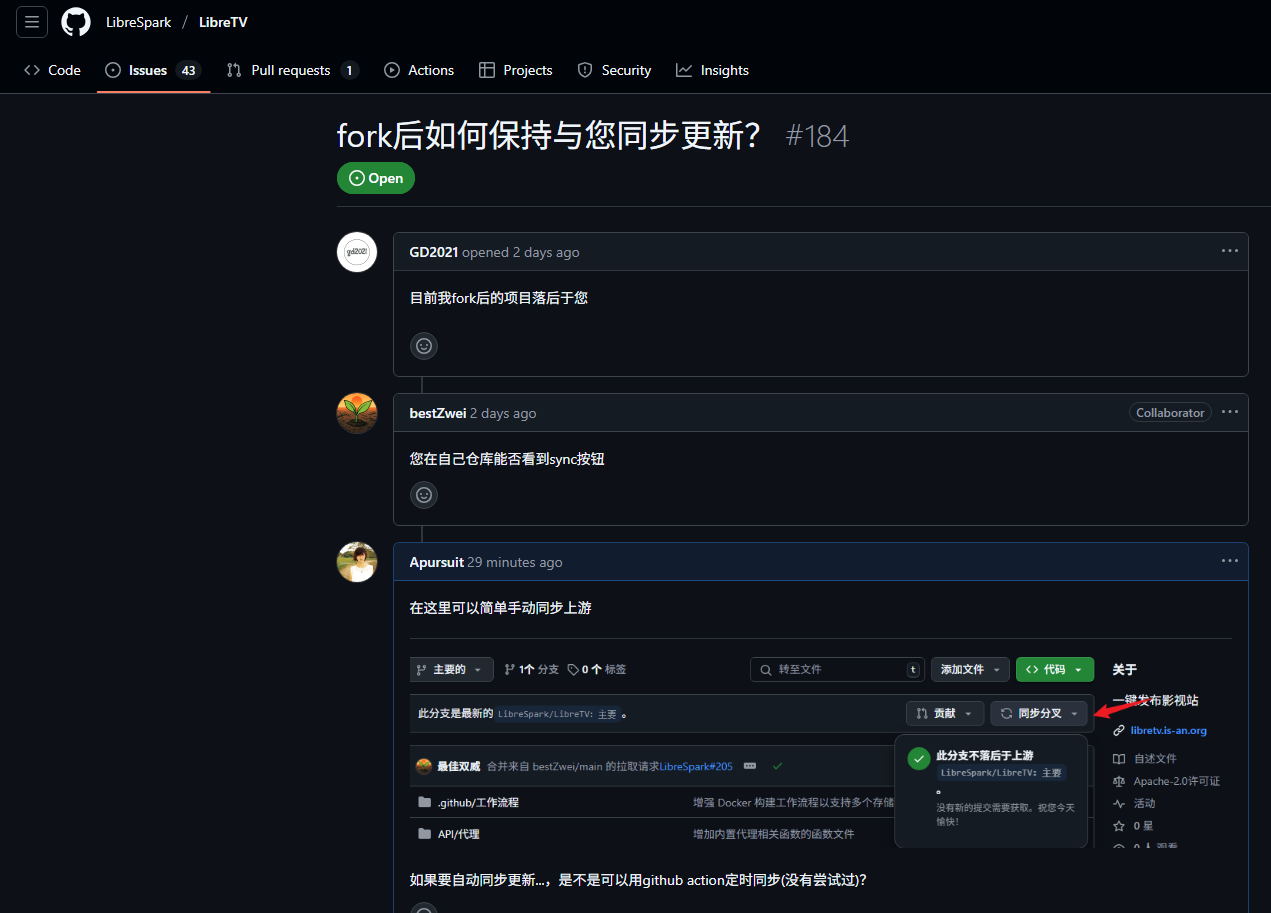 LibreSpark / LibreTV
Code Issues 43 Pull requests 1 Actions Projects Security Insights
fork后如何保持与您同步更新? #184
Open
gd2021
GD2021 opened 2 days ago
目前我fork后的项目落后于您
bestZwei 2 days ago Collaborator
您在自己仓库能否看到sync按钮
Apursuit 29 minutes ago
在这里可以简单手动同步上游
主要的 1个 分支 0 个 标签 转至文件 t 添加文件 代码 关于
此分支是最新的 LibreSpark/LibreTV: 主要 。 贡献 同步分叉 一键发布影视站
libretv.is-an.org
此分支不落后于上游
LibreSpark/LibreTV: 主要
。
没有新的提交需要获取。祝您今天
愉快!
最佳双威 合并来自 bestZwei/main 的拉取请求LibreSpark#205
.github/工作流程 增强 Docker 构建工作流程以支持多个存储
API/代理 增加内置代理相关函数的函数文件
自述文件
Apache-2.0许可证
活动
0 星
0 人 观看
如果要自动同步更新...，是不是可以用github action定时同步(没有尝试过)?